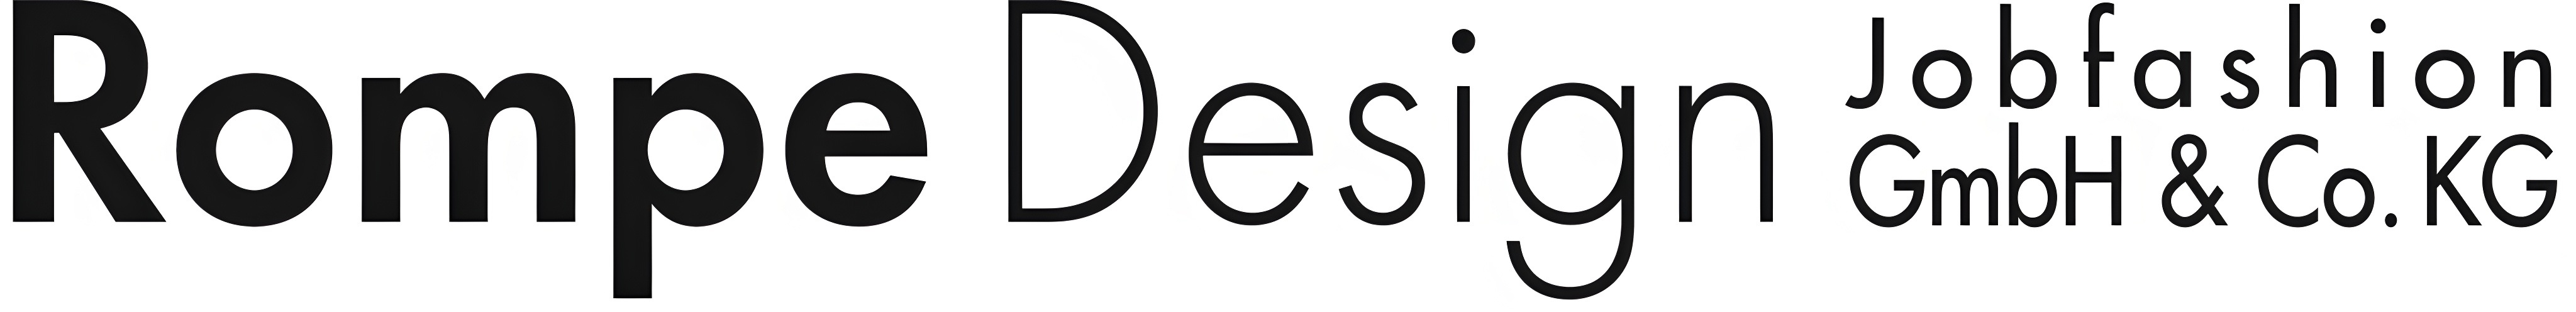 Rompe Design
Jobfashion
GmbH & Co. KG